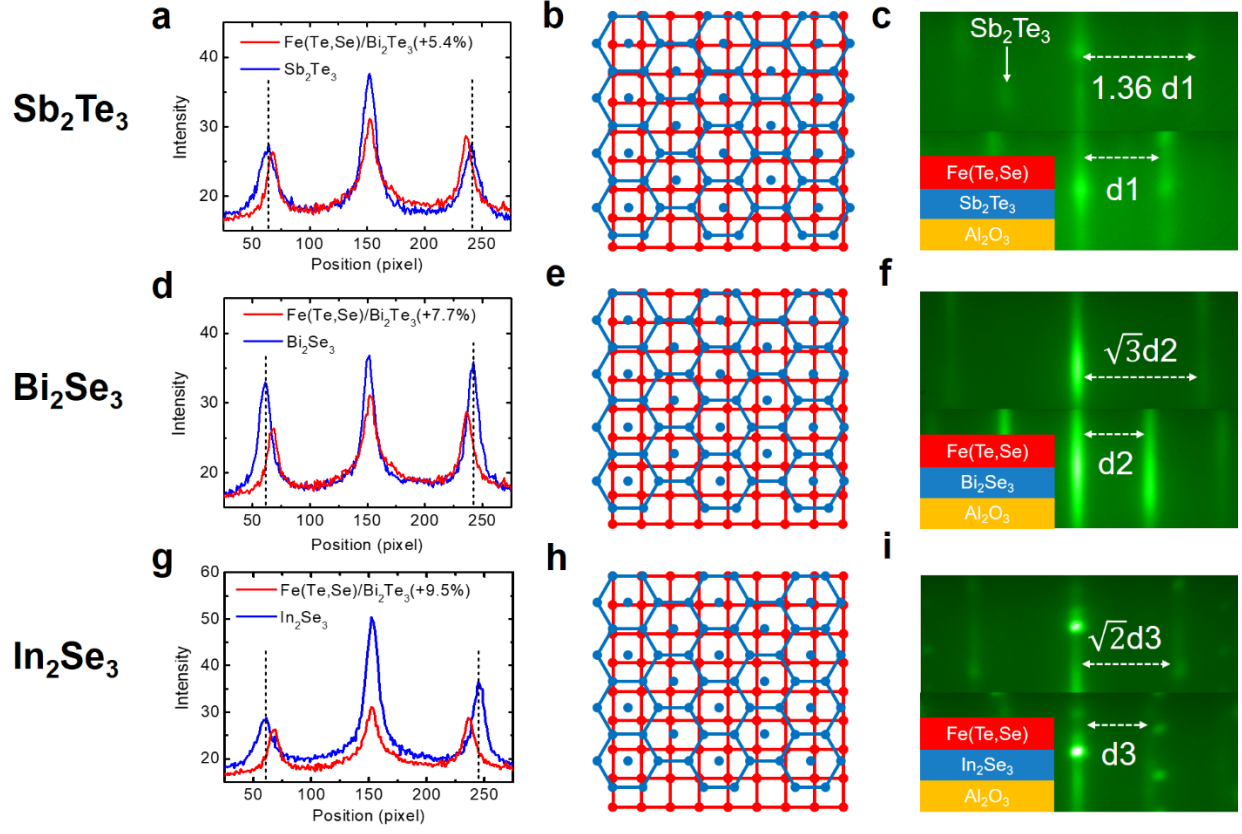 a
b
c
Sb₂Te₃
Fe(Te,Se)/Bi₂Te₃(+5.4%)
Sb₂Te₃
Intensity
40
30
20
50 100 150 200 250
Position (pixel)
Sb₂Te₃
1.36 d1
d1
Fe(Te,Se)
Sb₂Te₃
Al₂O₃
d
e
f
Bi₂Se₃
Fe(Te,Se)/Bi₂Te₃(+7.7%)
Bi₂Se₃
Intensity
40
30
20
50 100 150 200 250
Position (pixel)
√3d2
d2
Fe(Te,Se)
Bi₂Se₃
Al₂O₃
g
h
i
In₂Se₃
Fe(Te,Se)/Bi₂Te₃(+9.5%)
In₂Se₃
Intensity
60
50
40
30
20
50 100 150 200 250
Position (pixel)
√2d3
d3
Fe(Te,Se)
In₂Se₃
Al₂O₃